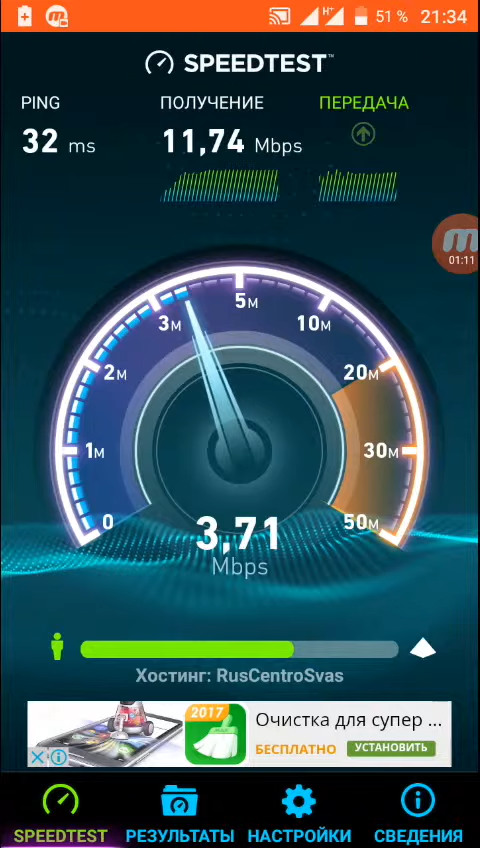 H+ 51 % 21:34
SPEEDTEST™
PING ПОЛУЧЕНИЕ ПЕРЕДАЧА
32 ms 11,74 Mbps
01:11
5M
3M 10M
2M 20M
1M 30M
0 50M
3,71
Mbps
Хостинг: RusCentroSvas
2017
Очистка для супер ...
БЕСПЛАТНО УСТАНОВИТЬ
SPEEDTEST РЕЗУЛЬТАТЫ НАСТРОЙКИ СВЕДЕНИЯ